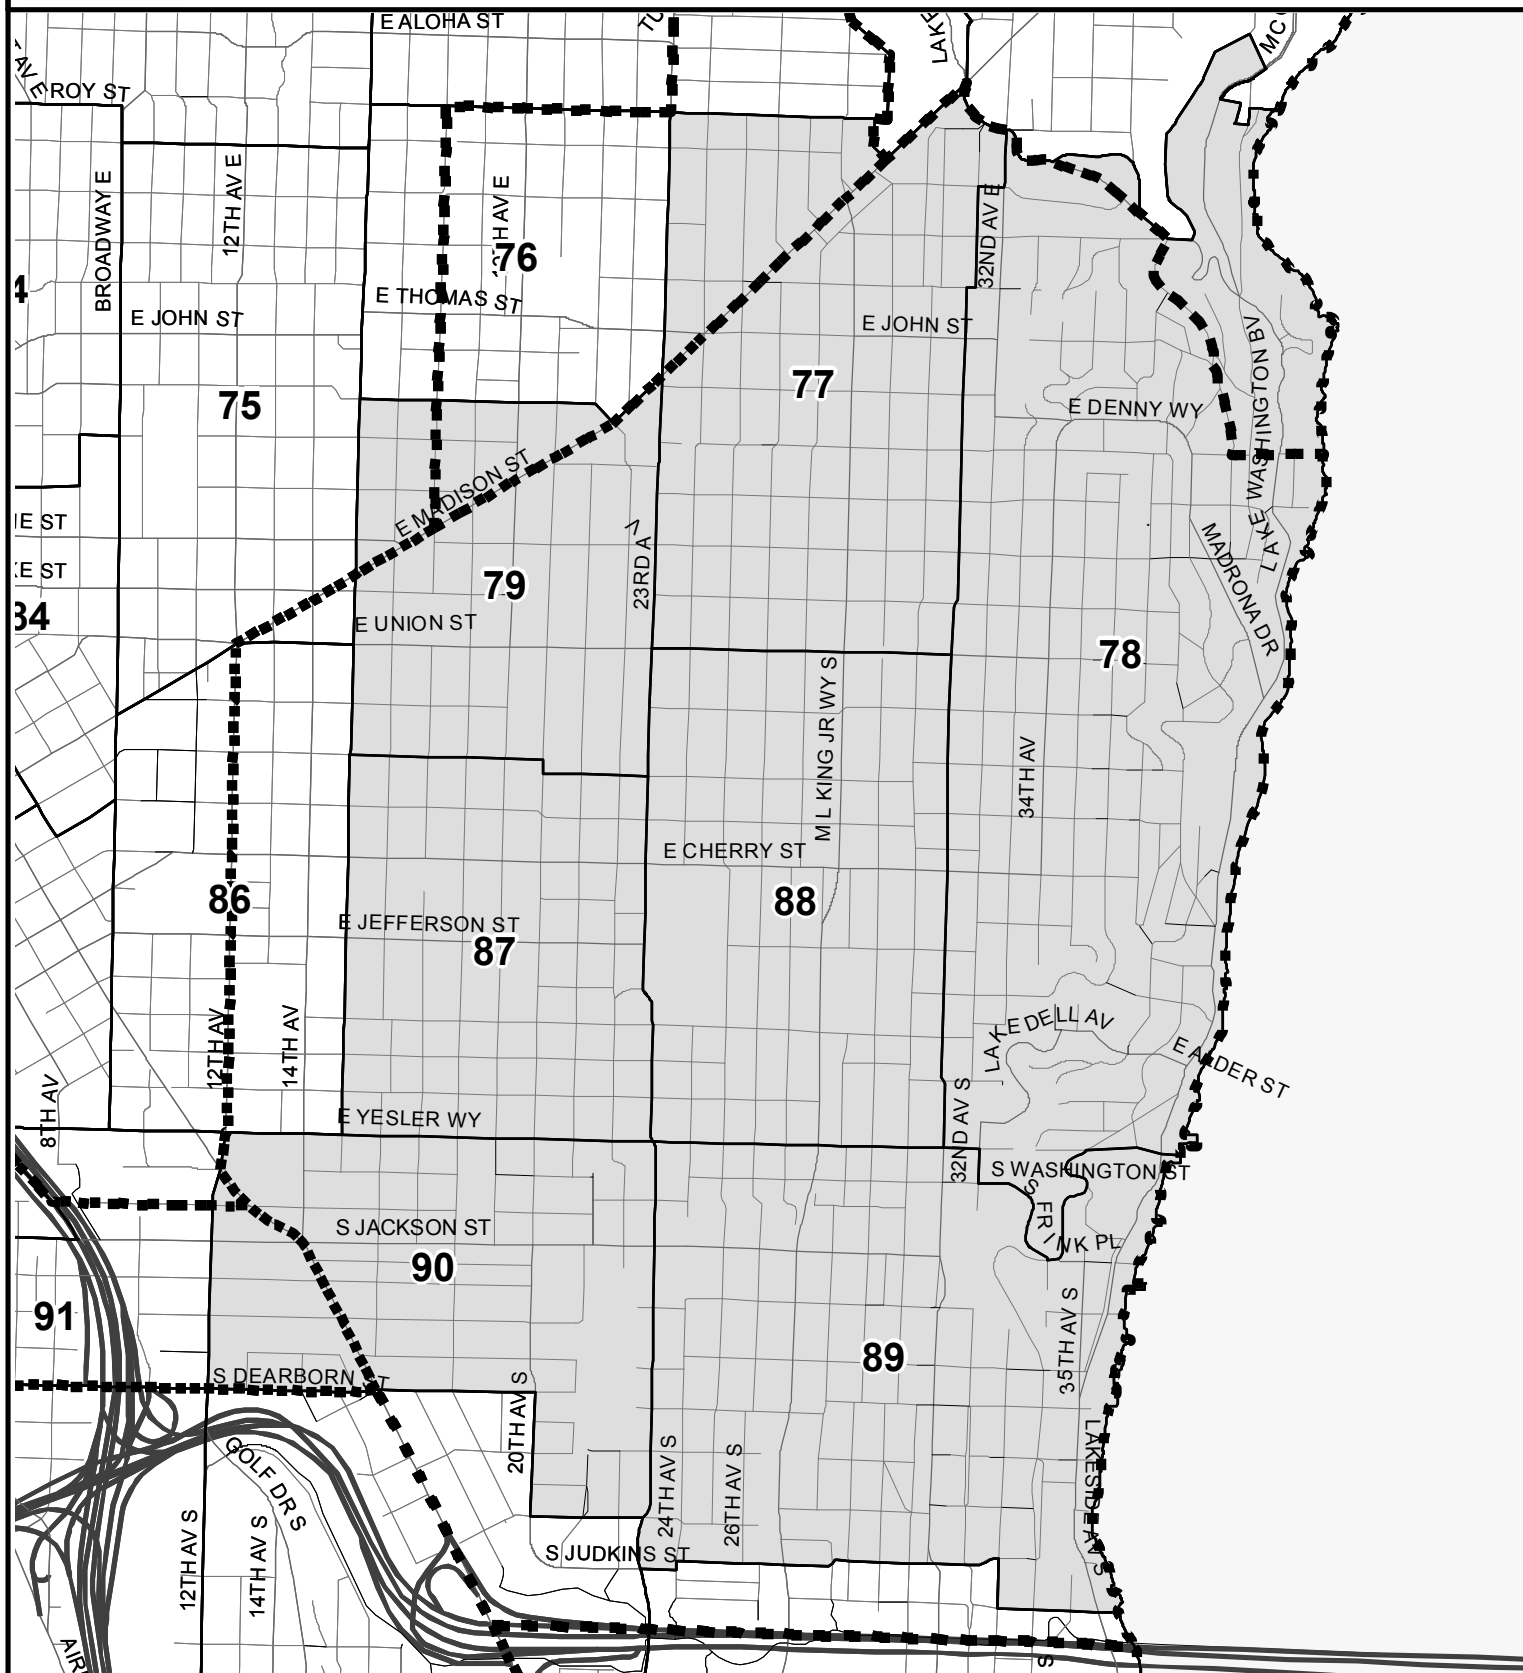 E ALOHA ST
MC
AV E
ROY ST
BROADWAY E
12TH AV E
76
32ND AV E
E THOMAS ST
E JOHN ST
E JOHN ST
77
75
E DENNY WY
LAKE WASHINGTON BV
E MADISON ST
MADRONA DR
79
23RD A
E UNION ST
78
M L KING JR WY S
34TH AV
E CHERRY ST
86
88
E JEFFERSON ST
87
12TH AV
14TH AV
LAKE DELL AV
E ALDER ST
8TH AV
E YESLER WY
32ND AV S
S WASHINGTON ST
S FRINK PL
S JACKSON ST
90
91
89
35TH AV S
S DEARBORN ST
20TH AV S
GOLF DR S
24TH AV S
26TH AV S
LAKESIDE AV S
12TH AV S
14TH AV S
S JUDKINS ST
S